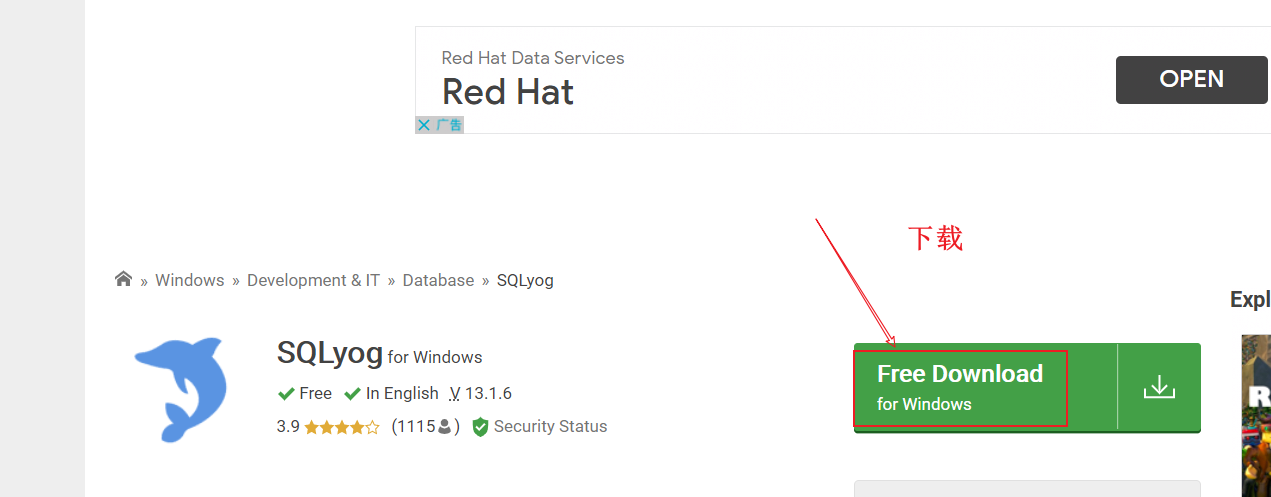 Red Hat Data Services
Red Hat
OPEN
广告
下载
» Windows » Development & IT » Database » SQLyog
Expl
SQLyog for Windows
Free In English V 13.1.6
3.9 (1115)
Security Status
Free Download
for Windows
R